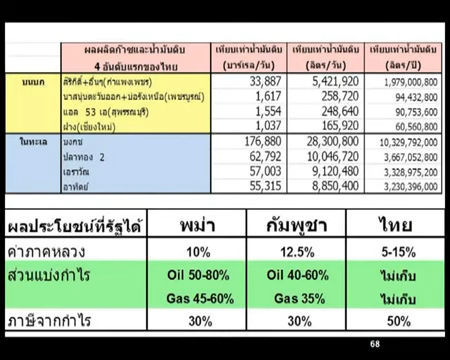 ผลผลิตก๊าซและน้ำมันดิบ เทียบเท่าน้ำมันดิบ เทียบเท่าน้ำมันดิบ เทียบเท่าน้ำมันดิบ
4 อันดับแรกของไทย (บาร์เรล/วัน) (ลิตร/วัน) (ลิตร/ปี)
บนบก สิริกิติ์+อื่นๆ(กำแพงเพชร) 33,887 5,421,920 1,979,000,800
นาสนุ่นตะวันออก+บ่อรังเหนือ(เพชรบูรณ์) 1,617 258,720 94,432,800
แอล 53 เอ(สุพรรณบุรี) 1,554 248,640 90,753,600
ฝาง(เชียงใหม่) 1,037 165,920 60,560,800
ในทะเล บงกช 176,880 28,300,800 10,329,792,000
ปลาทอง 2 62,792 10,046,720 3,667,052,800
เอราวัณ 57,003 9,120,480 3,328,975,200
อาทิตย์ 55,315 8,850,400 3,230,396,000
ผลประโยชน์ที่รัฐได้ พม่า กัมพูชา ไทย
ค่าภาคหลวง 10% 12.5% 5-15%
ส่วนแบ่งกำไร Oil 50-80% Oil 40-60% ไม่เก็บ
Gas 45-60% Gas 35% ไม่เก็บ
ภาษีจากกำไร 30% 30% 50%
68